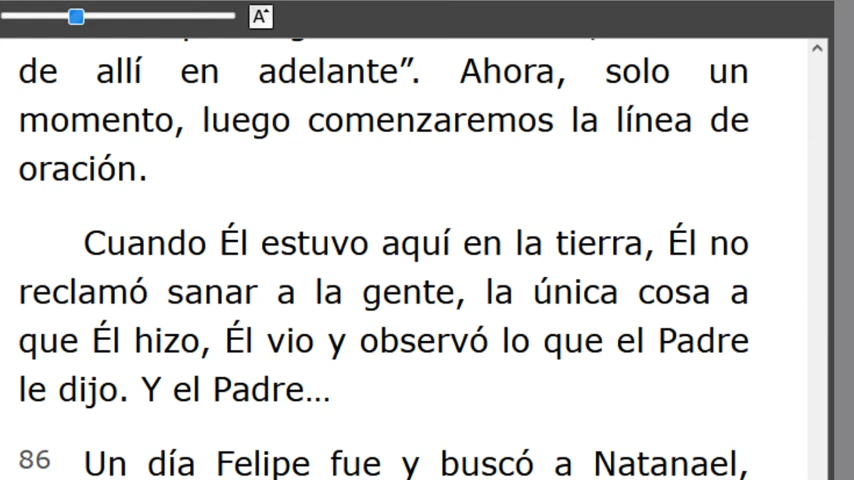 A
de allí en adelante”. Ahora, solo un
momento, luego comenzaremos la línea de
oración.
Cuando Él estuvo aquí en la tierra, Él no
reclamó sanar a la gente, la única cosa a
que Él hizo, Él vio y observó lo que el Padre
le dijo. Y el Padre...
86 Un día Felipe fue y buscó a Natanael,